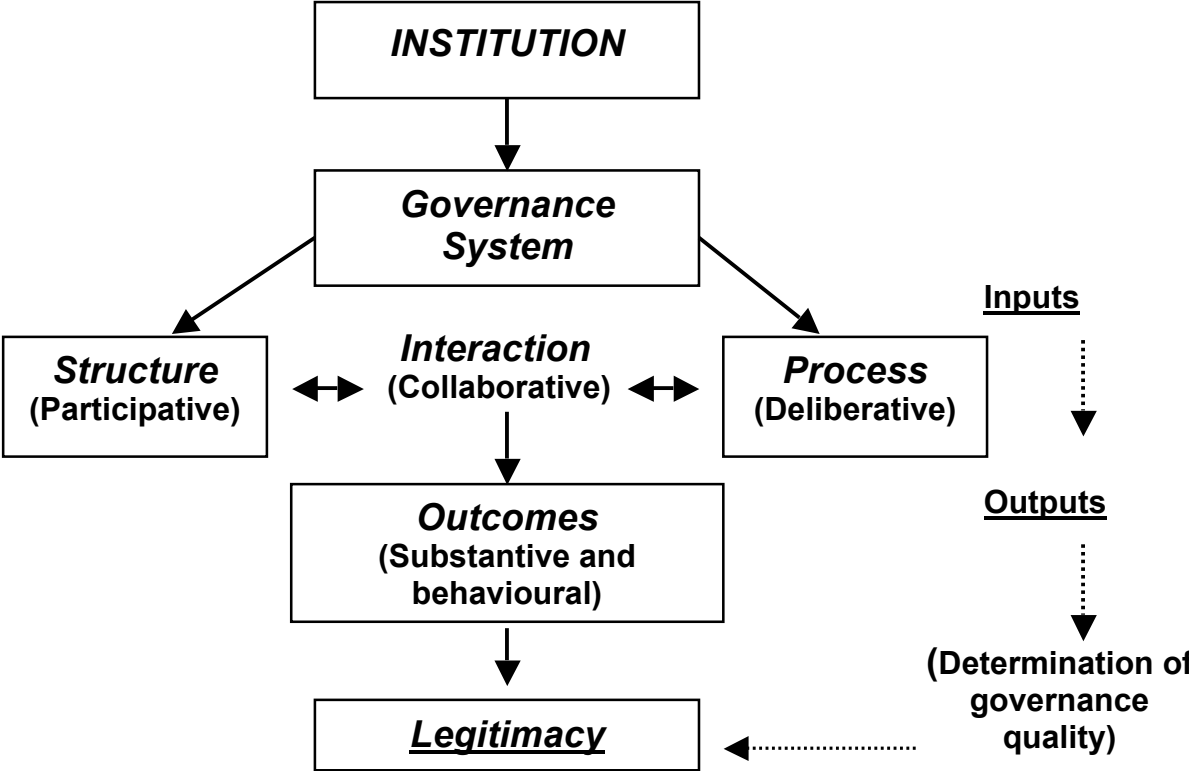 INSTITUTION
Governance
System
Inputs
Structure
(Participative)
Interaction
(Collaborative)
Process
(Deliberative)
Outputs
Outcomes
(Substantive and
behavioural)
(Determination of
governance
quality)
Legitimacy